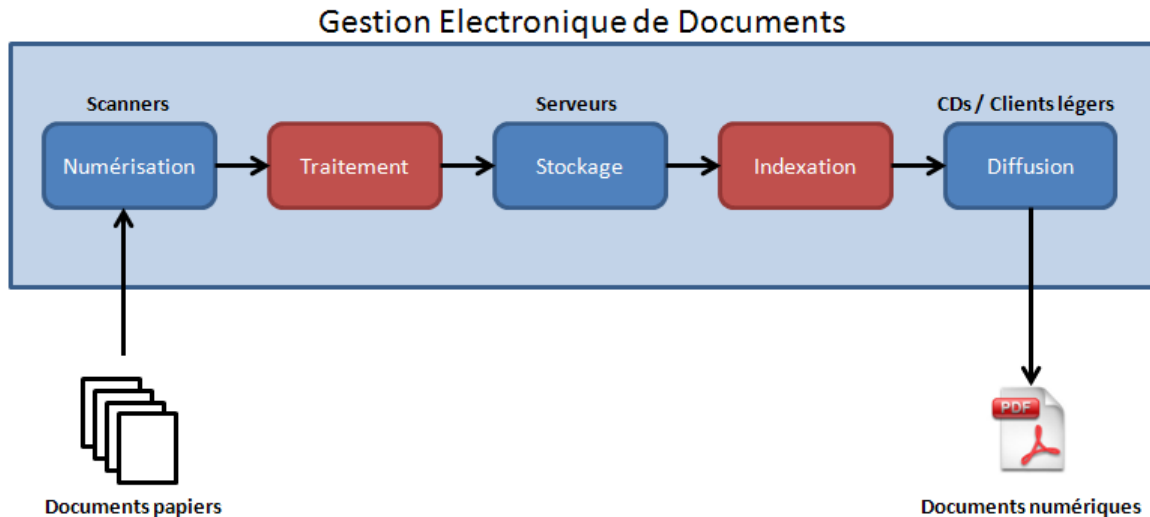 Gestion Electronique de Documents
Scanners
Serveurs
CDs / Clients légers
Numérisation
Traitement
Stockage
Indexation
Diffusion
PDF
Documents papiers
Documents numériques